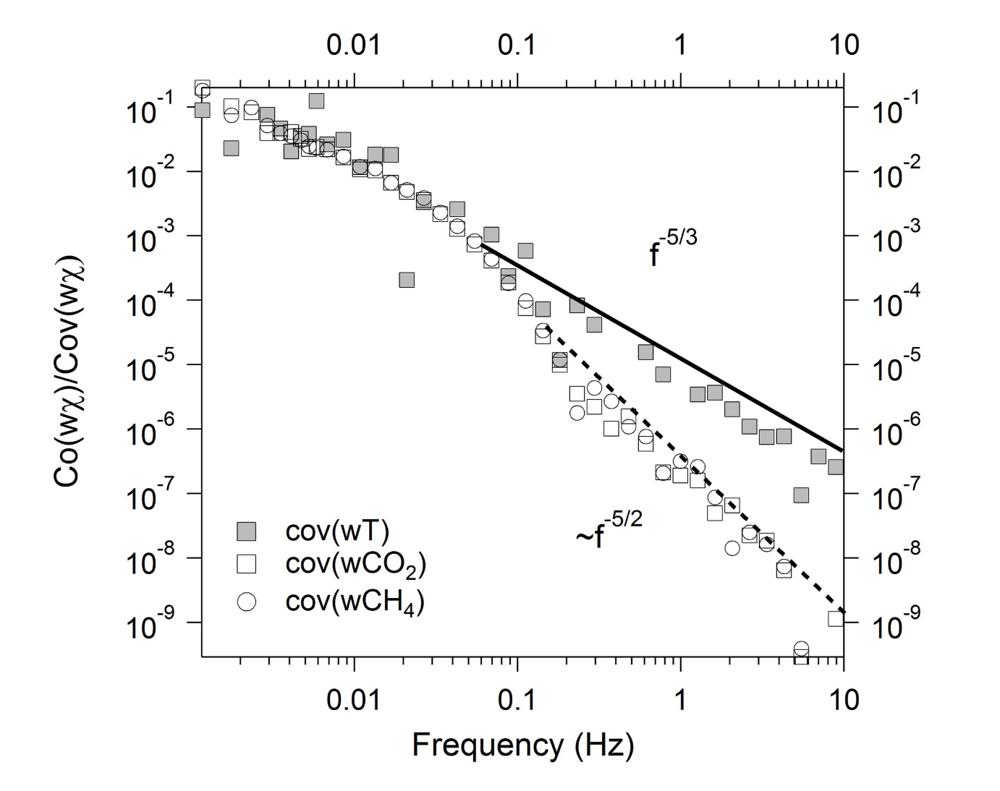 0.01 0.1 1 10
10⁻¹ 10⁻¹
10⁻² 10⁻²
10⁻³ 10⁻³
f⁻⁵/³
10⁻⁴ 10⁻⁴
Co(wχ)/Cov(wχ)
10⁻⁵ 10⁻⁵
10⁻⁶ 10⁻⁶
10⁻⁷ 10⁻⁷
~f⁻⁵/²
cov(wT)
cov(wCO₂)
cov(wCH₄)
10⁻⁸ 10⁻⁸
10⁻⁹ 10⁻⁹
0.01 0.1 1 10
Frequency (Hz)